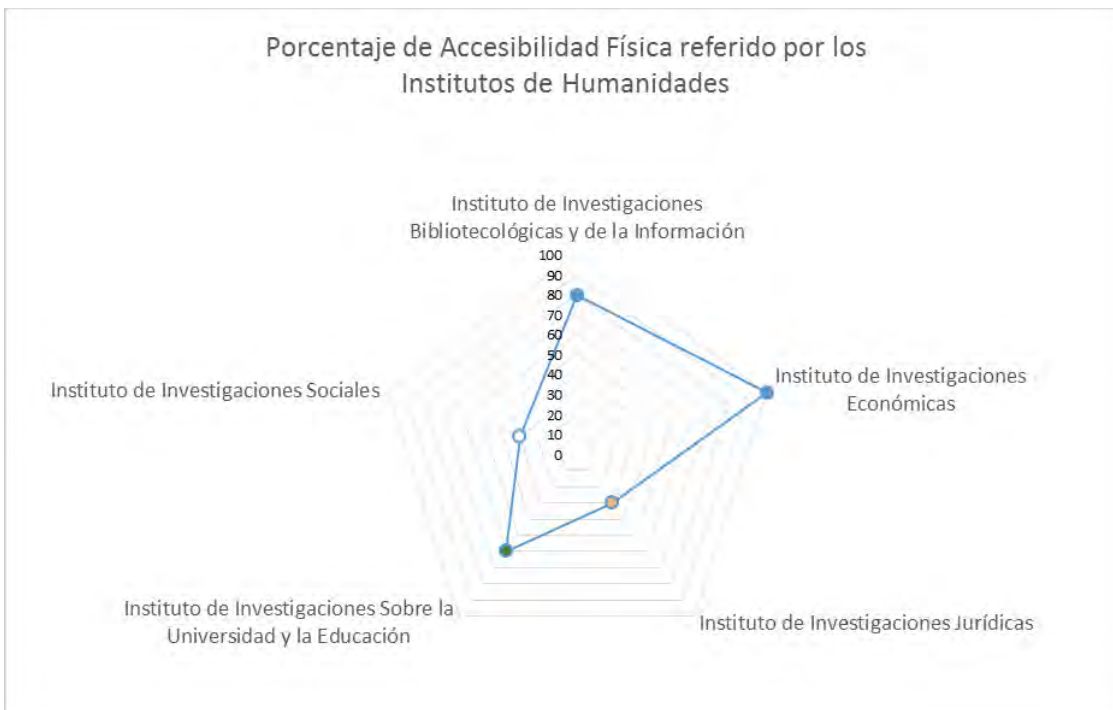 Porcentaje de Accesibilidad Física referido por los
Institutos de Humanidades
Instituto de Investigaciones
Bibliotecológicas y de la Información
100
90
80
70
60
50
40
30
20
10
0
Instituto de Investigaciones
Económicas
Instituto de Investigaciones Sociales
Instituto de Investigaciones Sobre la
Universidad y la Educación
Instituto de Investigaciones Jurídicas